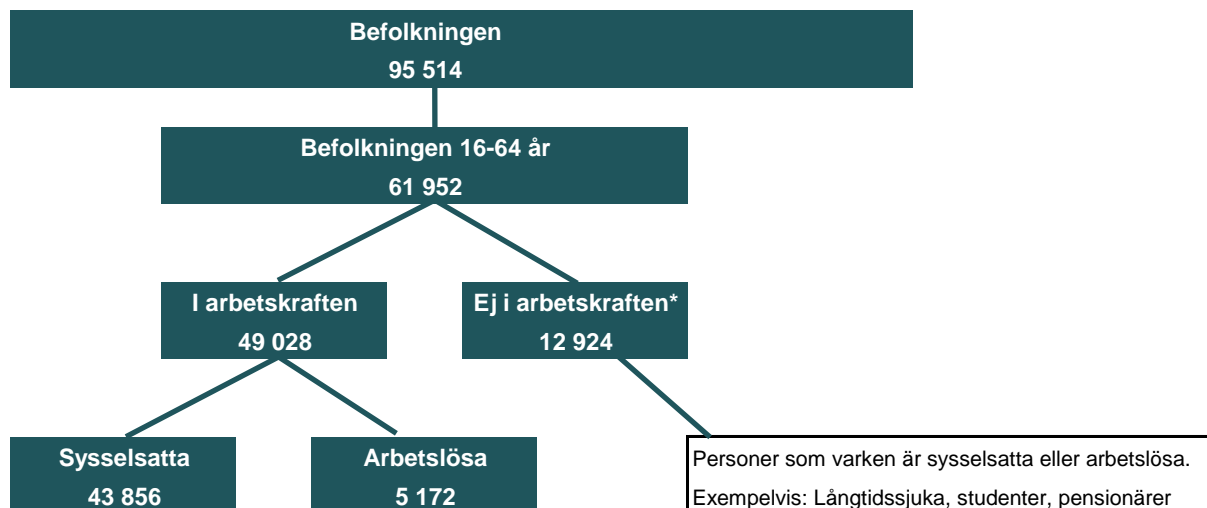 Befolkningen
95 514
Befolkningen 16-64 år
61 952
I arbetskraften
49 028
Ej i arbetskraften*
12 924
Sysselsatta
43 856
Arbetslösa
5 172
Personer som varken är sysselsatta eller arbetslösa.
Exempelvis: Långtidssjuka, studenter, pensionärer